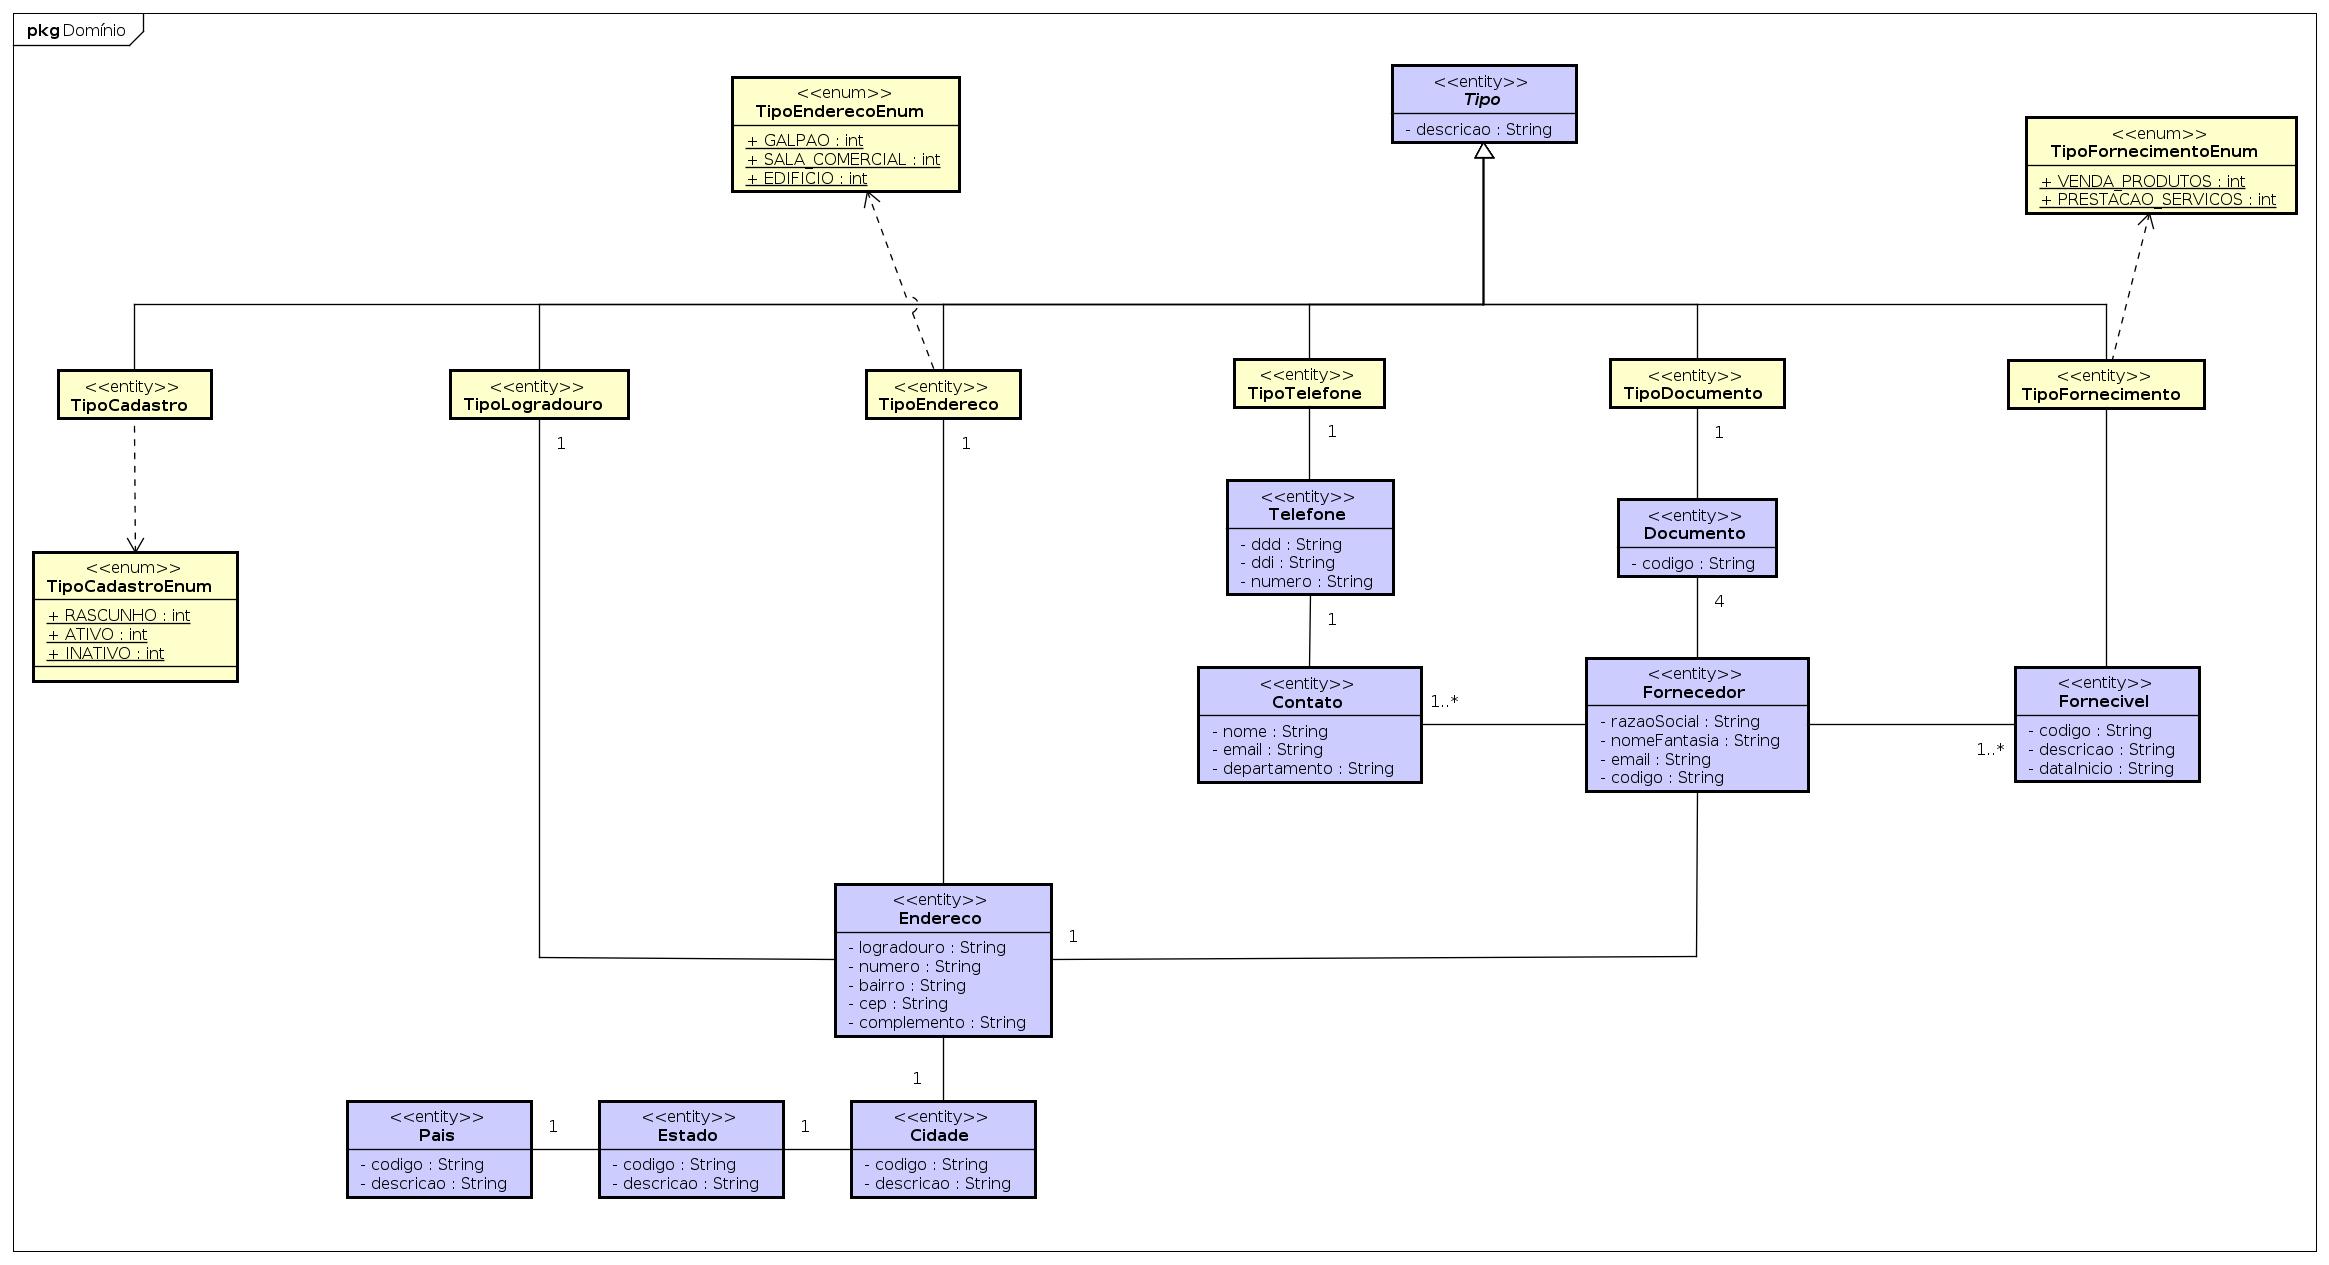 pkg Domínio
<<enum>>
TipoEnderecoEnum
+ GALPAO : int
+ SALA_COMERCIAL : int
+ EDIFICIO : int
<<entity>>
Tipo
- descricao : String
<<enum>>
TipoFornecimentoEnum
+ VENDA_PRODUTOS : int
+ PRESTACAO_SERVICOS : int
<<entity>>
TipoCadastro
<<entity>>
TipoLogradouro
1
<<entity>>
TipoEndereco
1
<<entity>>
TipoTelefone
1
<<entity>>
TipoDocumento
1
<<entity>>
TipoFornecimento
<<enum>>
TipoCadastroEnum
+ RASCUNHO : int
+ ATIVO : int
+ INATIVO : int
<<entity>>
Telefone
- ddd : String
- ddi : String
- numero : String
1
<<entity>>
Documento
- codigo : String
4
<<entity>>
Contato
- nome : String
- email : String
- departamento : String
1..*
<<entity>>
Fornecedor
- razaoSocial : String
- nomeFantasia : String
- email : String
- codigo : String
1..*
<<entity>>
Fornecivel
- codigo : String
- descricao : String
- dataInicio : String
<<entity>>
Endereco
- logradouro : String
- numero : String
- bairro : String
- cep : String
- complemento : String
1
1
<<entity>>
Pais
- codigo : String
- descricao : String
1
<<entity>>
Estado
- codigo : String
- descricao : String
1
<<entity>>
Cidade
- codigo : String
- descricao : String